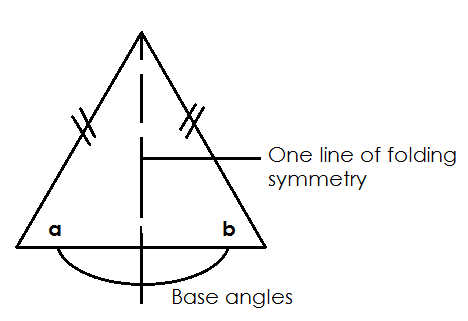 One line of folding
symmetry
a
b
Base angles